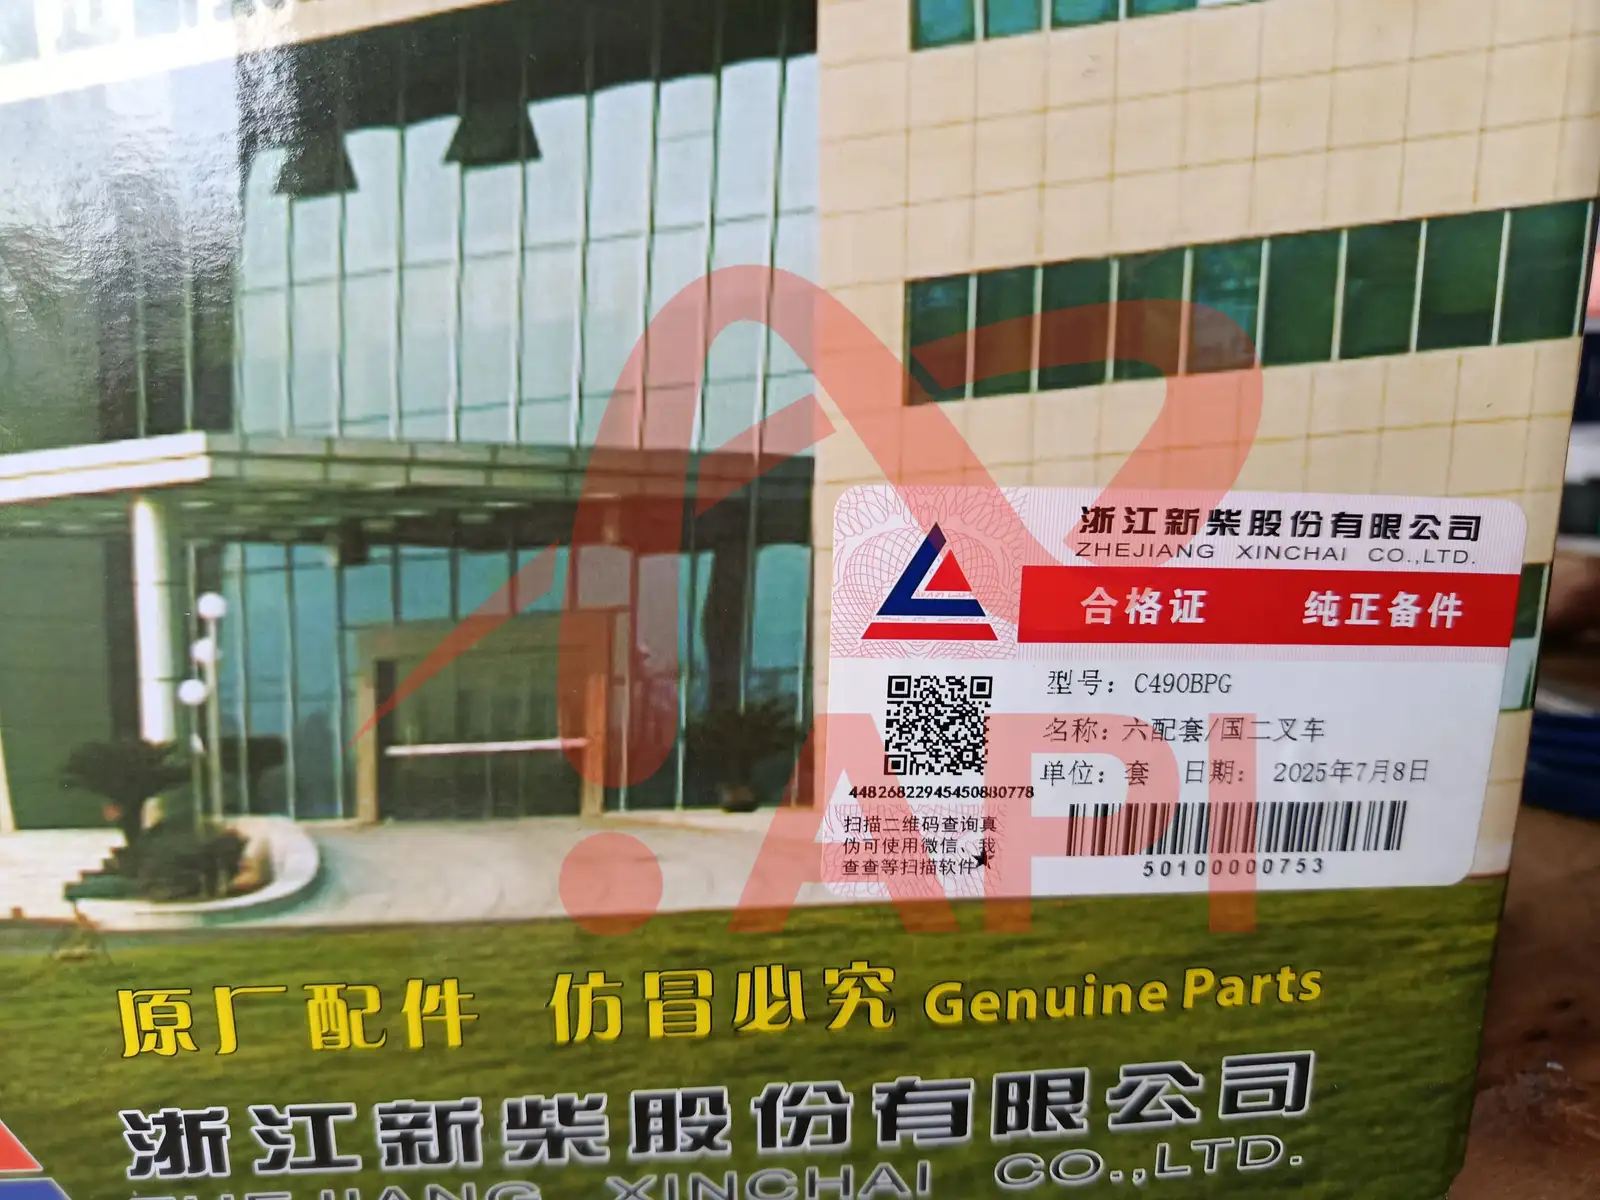 浙江新柴股份有限公司
ZHEJIANG XINCHAI CO.,LTD.
合格证 纯正备件
型号: C490BPG
名称: 六配套/国二叉车
单位: 套 日期: 2025年7月8日
44826822945450880778
扫描二维码查询真
伪可使用微信、我
查查等扫描软件
50100000753
.API
原厂配件 仿冒必究 Genuine Parts
浙江新柴股份有限公司
ZHEJIANG XINCHAI CO.,LTD.